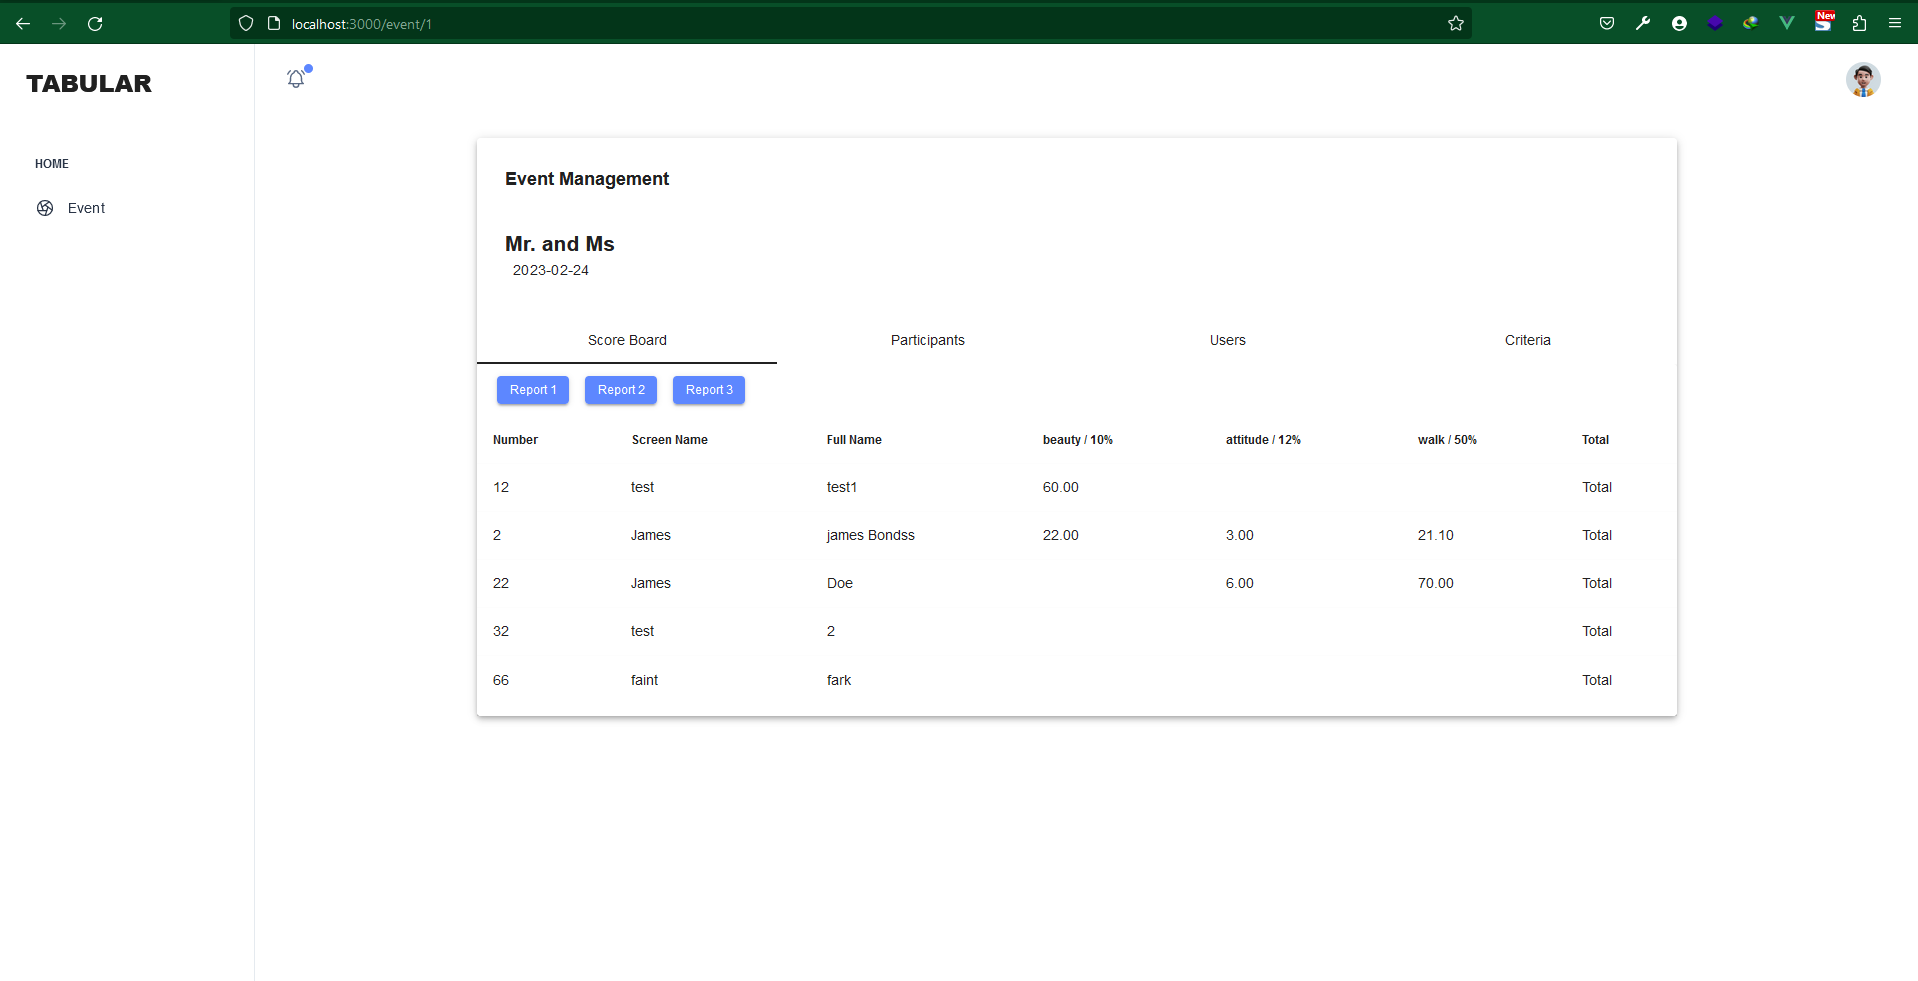 localhost:3000/event/1
New
TABULAR
HOME
Event
Event Management
Mr. and Ms
2023-02-24
Score Board Participants Users Criteria
Report 1 Report 2 Report 3
Number Screen Name Full Name beauty / 10% attitude / 12% walk / 50% Total
12 test test1 60.00 Total
2 James james Bondss 22.00 3.00 21.10 Total
22 James Doe 6.00 70.00 Total
32 test 2 Total
66 faint fark Total